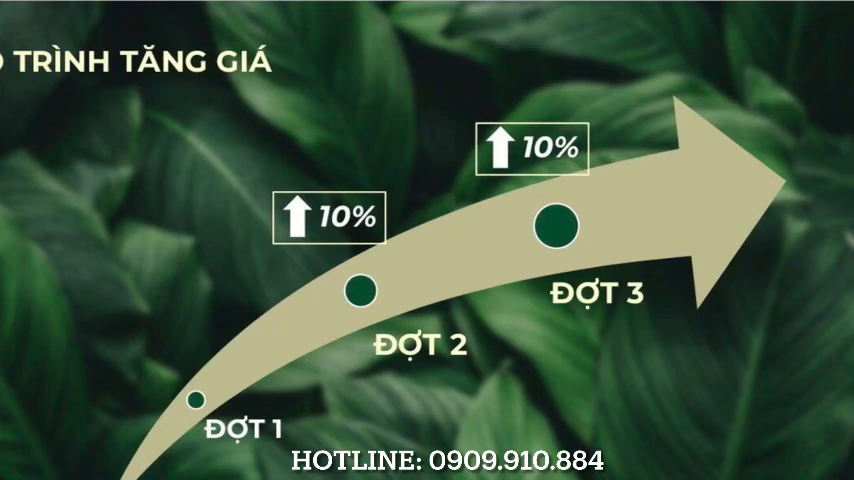 TRÌNH TĂNG GIÁ
10%
10%
ĐỢT 3
ĐỢT 2
ĐỢT 1
HOTLINE: 0909.910.884